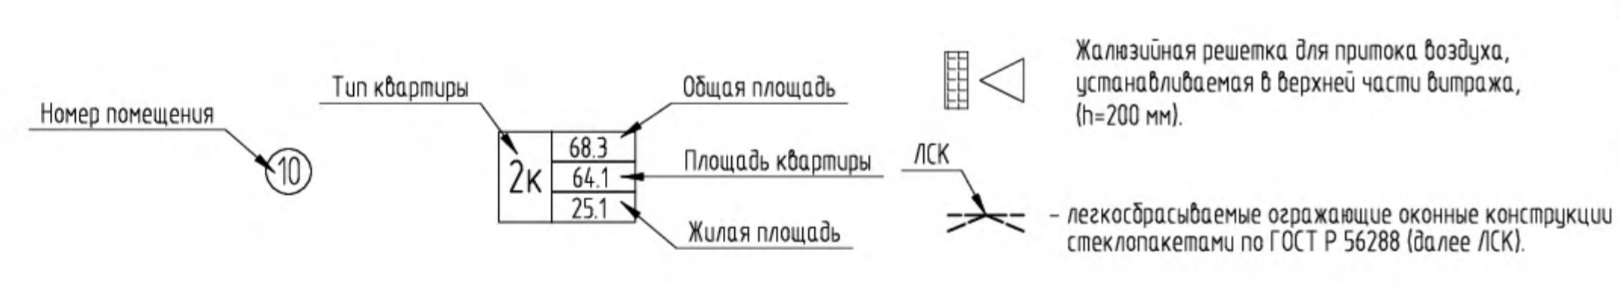 Номер помещения
10
Тип квартиры
2к
68.3
64.1
25.1
Общая площадь
Площадь квартиры
Жилая площадь
Жалюзийная решетка для притока воздуха,
устанавливаемая в верхней части витража,
(h=200 мм).
ЛСК
- легкосбрасываемые огражающие оконные конструкции
стеклопакетами по ГОСТ Р 56288 (далее ЛСК).